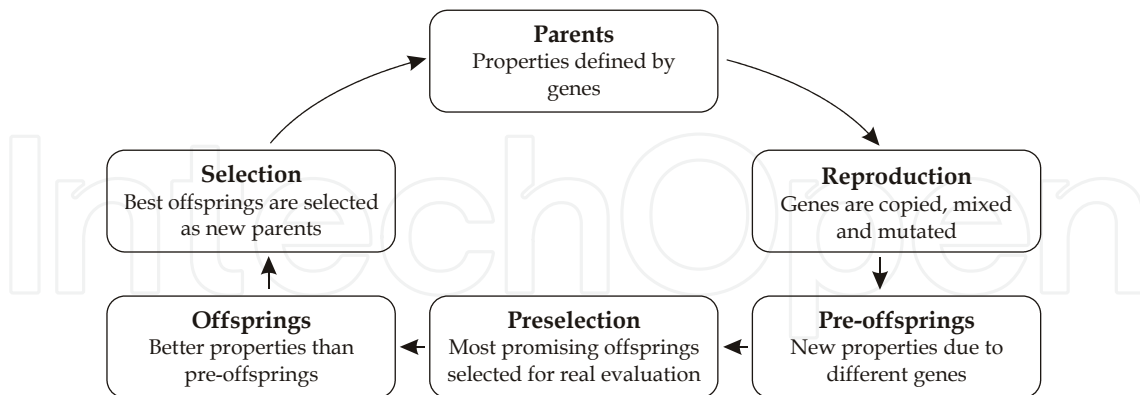 Parents
Properties defined by
genes
Selection
Best offsprings are selected
as new parents
Reproduction
Genes are copied, mixed
and mutated
Offsprings
Better properties than
pre-offsprings
Preselection
Most promising offsprings
selected for real evaluation
Pre-offsprings
New properties due to
different genes
IntechOpen